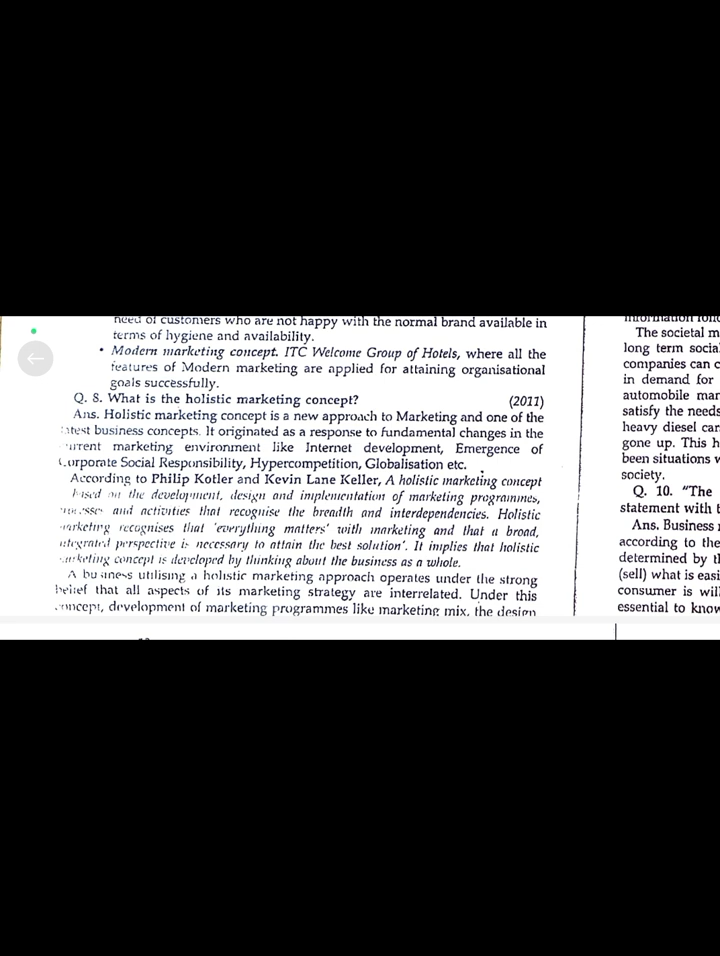 need of customers who are not happy with the normal brand available in
terms of hygiene and availability.
• Modern marketing concept. ITC Welcome Group of Hotels, where all the
features of Modern marketing are applied for attaining organisational
goals successfully.
Q. 8. What is the holistic marketing concept? (2011)
Ans. Holistic marketing concept is a new approach to Marketing and one of the
latest business concepts. It originated as a response to fundamental changes in the
current marketing environment like Internet development, Emergence of
Corporate Social Responsibility, Hypercompetition, Globalisation etc.
According to Philip Kotler and Kevin Lane Keller, A holistic marketing concept
based on the development, design and implementation of marketing programmes,
processes and activities that recognise the breadth and interdependencies. Holistic
marketing recognises that 'everything matters' with marketing and that a broad,
integrated perspective is necessary to attain the best solution'. It implies that holistic
marketing concept is developed by thinking about the business as a whole.
A business utilising a holistic marketing approach operates under the strong
belief that all aspects of its marketing strategy are interrelated. Under this
concept, development of marketing programmes like marketing mix, the design
information
The societal m
long term socia
companies can c
in demand for
automobile mar
satisfy the needs
heavy diesel car
gone up. This h
been situations w
society.
Q. 10. "The
statement with
Ans. Business
according to the
determined by th
(sell) what is easi
consumer is wil
essential to know